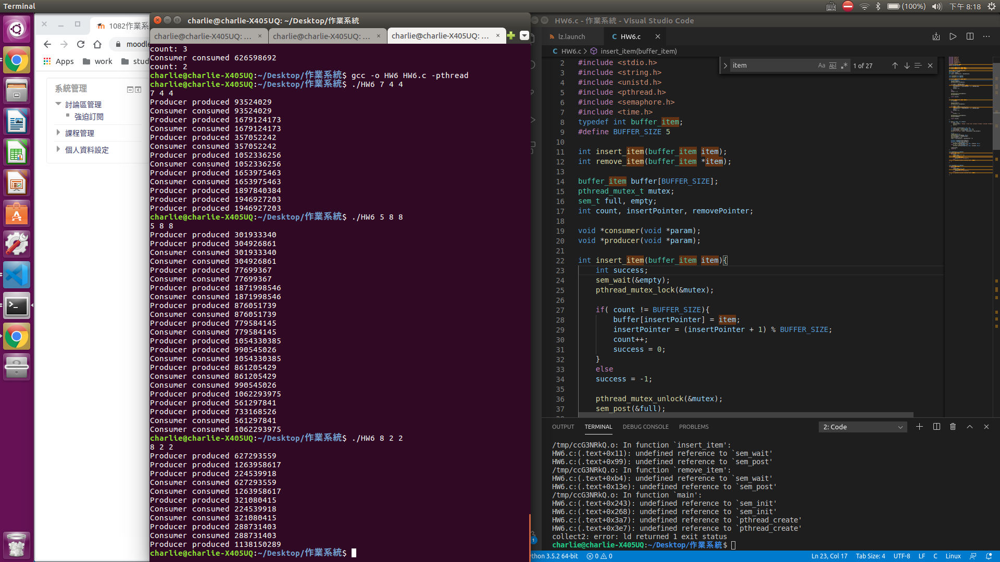 Terminal
(100%)
下午 8:18
1082作業系
moodle
Apps
work
stud
系統管理
討論區管理
強迫訂閱
課程管理
個人資料設定
charlie@charlie-X405UQ: ~/Desktop/作業系統
charlie@charlie-X405UQ: ... ×
charlie@charlie-X405UQ: ... ×
charlie@charlie-X405UQ: ... ×
count: 3
Consumer consumed 626598692
count: 2
charlie@charlie-X405UQ:~/Desktop/作業系統$ gcc -o HW6 HW6.c -pthread
charlie@charlie-X405UQ:~/Desktop/作業系統$ ./HW6 7 4 4
7 4 4
Producer produced 93524029
Consumer consumed 93524029
Producer produced 1679124173
Consumer consumed 1679124173
Producer produced 357052242
Consumer consumed 357052242
Producer produced 1052336256
Consumer consumed 1052336256
Producer produced 1653975463
Consumer consumed 1653975463
Producer produced 1897840384
Producer produced 1946927203
Consumer consumed 1946927203
charlie@charlie-X405UQ:~/Desktop/作業系統$ ./HW6 5 8 8
5 8 8
Producer produced 301933340
Producer produced 304926861
Consumer consumed 301933340
Consumer consumed 304926861
Producer produced 77699367
Consumer consumed 77699367
Producer produced 1871998546
Consumer consumed 1871998546
Producer produced 876051739
Consumer consumed 876051739
Producer produced 779584145
Consumer consumed 779584145
Producer produced 1054330385
Producer produced 990545026
Consumer consumed 1054330385
Producer produced 861205429
Consumer consumed 861205429
Consumer consumed 990545026
Producer produced 1062293975
Producer produced 561297841
Producer produced 733168526
Consumer consumed 561297841
Consumer consumed 1062293975
charlie@charlie-X405UQ:~/Desktop/作業系統$ ./HW6 8 2 2
8 2 2
Producer produced 627293559
Producer produced 1263958617
Producer produced 224539918
Consumer consumed 627293559
Consumer consumed 1263958617
Producer produced 321080415
Consumer consumed 224539918
Consumer consumed 321080415
Producer produced 288731403
Consumer consumed 288731403
Producer produced 1138150289
charlie@charlie-X405UQ:~/Desktop/作業系統$
HW6.c - 作業系統 - Visual Studio Code
lz.launch
C HW6.c
C HW6.c > insert_item(buffer_item)
item
Aa Abl .* 1 of 27
2 #include <stdio.h>
3 #include <string.h>
4 #include <unistd.h>
5 #include <pthread.h>
6 #include <semaphore.h>
7 #include <time.h>
8 typedef int buffer_item;
9 #define BUFFER_SIZE 5
10
11 int insert_item(buffer_item item);
12 int remove_item(buffer_item *item);
13
14 buffer_item buffer[BUFFER_SIZE];
15 pthread_mutex_t mutex;
16 sem_t full, empty;
17 int count, insertPointer, removePointer;
18
19 void *consumer(void *param);
20 void *producer(void *param);
21
22 int insert_item(buffer_item item){
23 int success;
24 sem_wait(&empty);
25 pthread_mutex_lock(&mutex);
26
27 if( count != BUFFER_SIZE){
28 buffer[insertPointer] = item;
29 insertPointer = (insertPointer + 1) % BUFFER_SIZE;
30 count++;
31 success = 0;
32 }
33 else
34 success = -1;
35
36 pthread_mutex_unlock(&mutex);
37 sem_post(&full);
OUTPUT TERMINAL DEBUG CONSOLE PROBLEMS
2: Code
/tmp/ccG3NRkQ.o: In function `insert_item':
HW6.c:(.text+0x11): undefined reference to `sem_wait'
HW6.c:(.text+0x99): undefined reference to `sem_post'
/tmp/ccG3NRkQ.o: In function `remove_item':
HW6.c:(.text+0xb4): undefined reference to `sem_wait'
HW6.c:(.text+0x13e): undefined reference to `sem_post'
/tmp/ccG3NRkQ.o: In function `main':
HW6.c:(.text+0x243): undefined reference to `sem_init'
HW6.c:(.text+0x268): undefined reference to `sem_init'
HW6.c:(.text+0x3a7): undefined reference to `pthread_create'
HW6.c:(.text+0x3e7): undefined reference to `pthread_create'
collect2: error: ld returned 1 exit status
charlie@charlie-X405UQ:~/Desktop/作業系統$
1
thon 3.5.2 64-bit
0 0
Ln 23, Col 17
Tab Size: 4
UTF-8
LF
C
Linux